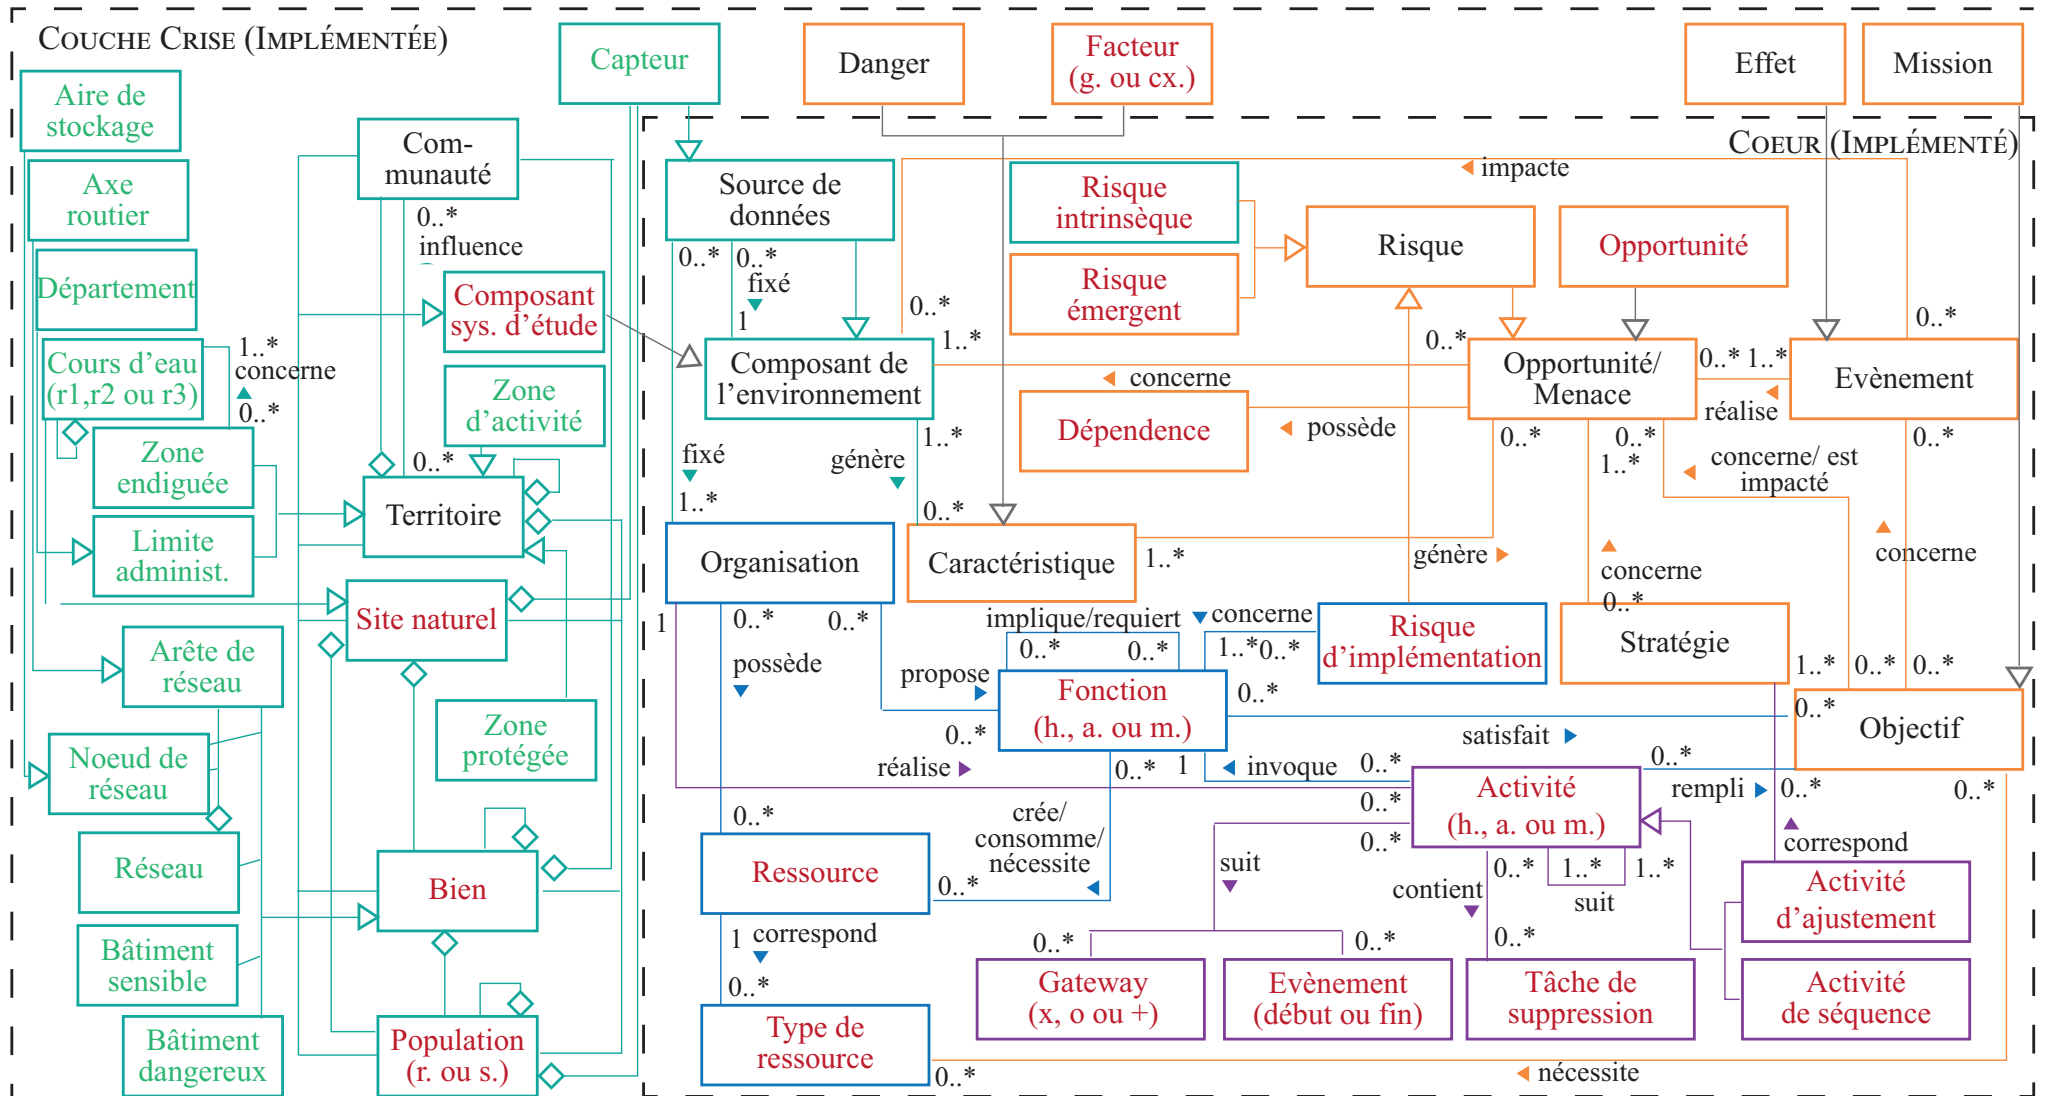 COUCHE CRISE (IMPLÉMENTÉE)
Capteur
Danger
Facteur
(g. ou cx.)
Effet
Mission
COEUR (IMPLÉMENTÉ)
Aire de
stockage
Axe
routier
Département
Cours d'eau
(r1,r2 ou r3)
1..*
concerne
0..*
Zone
endiguée
Limite
administ.
Arête de
réseau
Noeud de
réseau
Réseau
Bâtiment
sensible
Bâtiment
dangereux
Com-
munauté
0..*
influence
Composant
sys. d'étude
Zone
d'activité
0..*
Territoire
Site naturel
Zone
protégée
Bien
Population
(r. ou s.)
Source de
données
0..*
0..*
fixé
1
Composant de
l'environnement
0..*
1..*
fixé
1..*
génère
1..*
0..*
Risque
intrinsèque
Risque
émergent
Risque
Opportunité
impacte
0..*
0..*
concerne
Dépendence
possède
Opportunité/
Menace
0..*
1..*
réalise
Evènement
0..*
0..*
1..*
concerne/ est
impacté
0..*
Organisation
Caractéristique
1..*
génère
concerne
0..*
concerne
1
0..*
0..*
possède
implique/requiert
0..*
0..*
concerne
1..*
0..*
Risque
d'implémentation
Stratégie
1..*
0..*
0..*
propose
Fonction
(h., a. ou m.)
0..*
0..*
0..*
Objectif
satisfait
réalise
0..*
1
invoque
0..*
0..*
rempli
0..*
0..*
Activité
(h., a. ou m.)
0..*
0..*
0..*
crée/
consomme/
nécessite
0..*
Ressource
suit
contient
0..*
1..*
1..*
suit
correspond
Activité
d'ajustement
1
correspond
0..*
0..*
0..*
0..*
Gateway
(x, o ou +)
Evènement
(début ou fin)
Tâche de
suppression
Activité
de séquence
Type de
ressource
0..*
nécessite